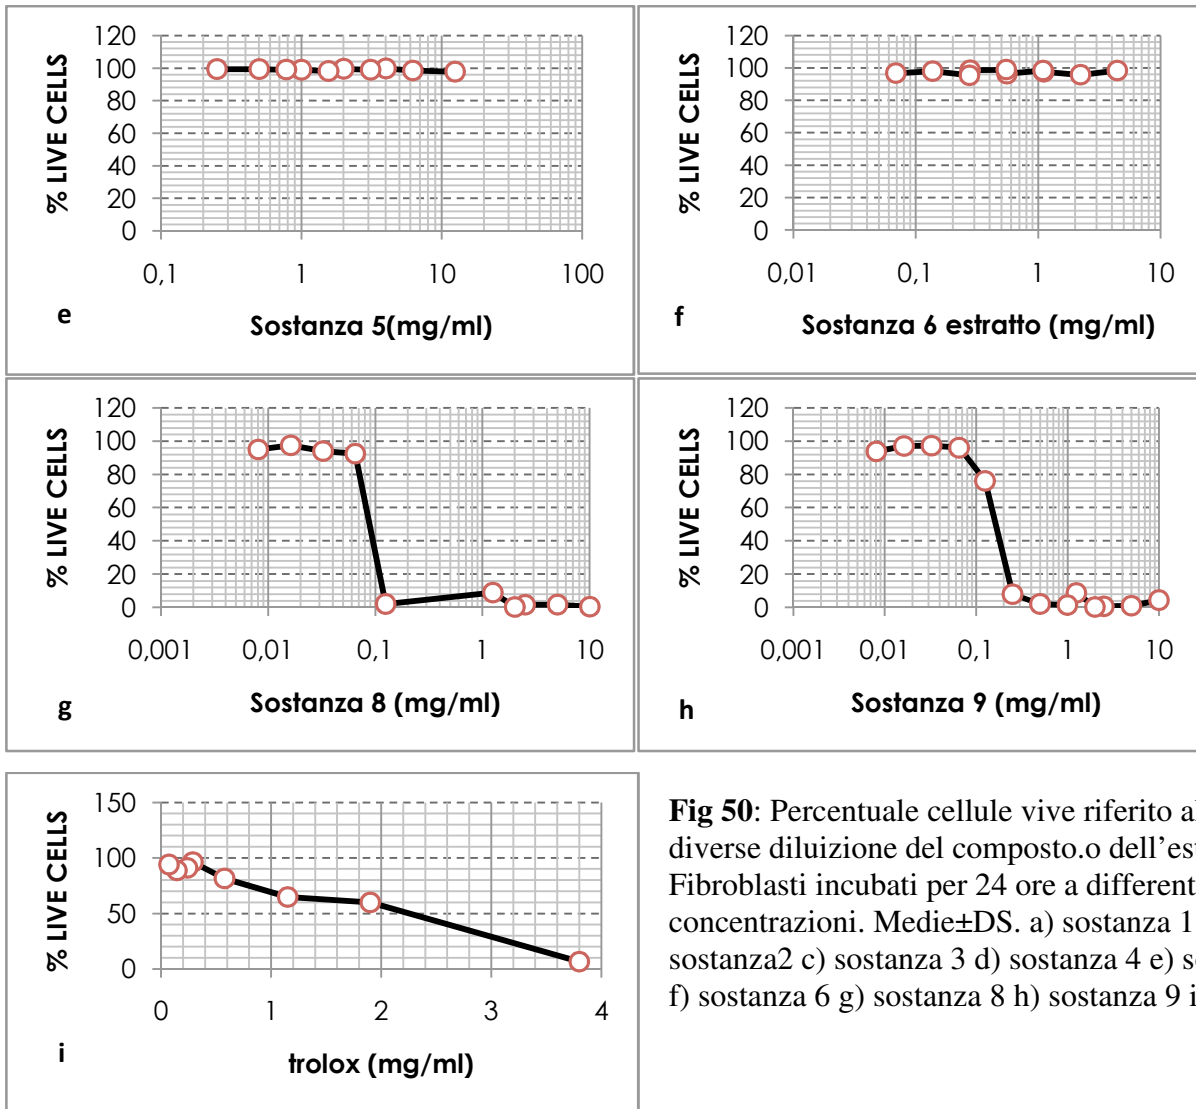 120
100
80
60
40
20
0
% LIVE CELLS
0,1 1 10 100
e
Sostanza 5(mg/ml)
120
100
80
60
40
20
0
% LIVE CELLS
0,01 0,1 1 10
f
Sostanza 6 estratto (mg/ml)
120
100
80
60
40
20
0
% LIVE CELLS
0,001 0,01 0,1 1 10
g
Sostanza 8 (mg/ml)
120
100
80
60
40
20
0
% LIVE CELLS
0,001 0,01 0,1 1 10
h
Sostanza 9 (mg/ml)
150
100
50
0
% LIVE CELLS
0 1 2 3 4
i
trolox (mg/ml)
Fig 50: Percentuale cellule vive riferito
diverse diluizione del composto.o
Fibroblasti incubati per 24 ore a
concentrazioni. Medie±DS. a) sostanza 1
sostanza2 c) sostanza 3 d) sostanza 4 e)
f) sostanza 6 g) sostanza 8 h) sostanza 9 i